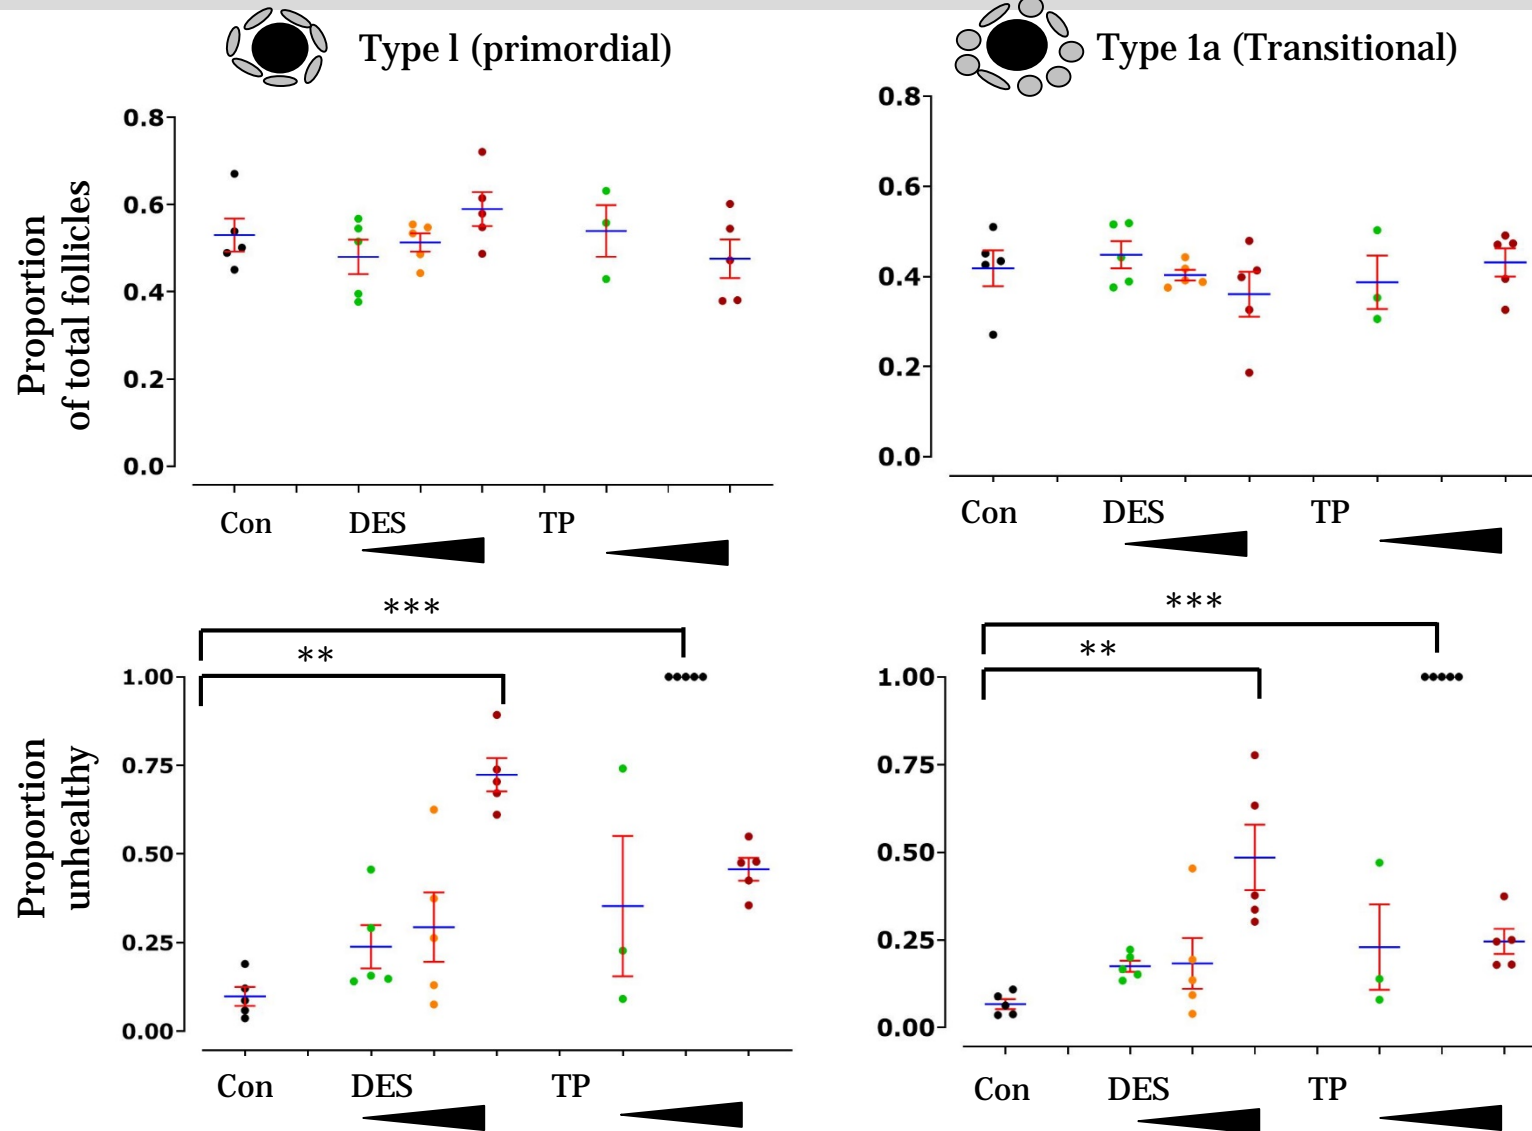 Type l (primordial)
Type 1a (Transitional)
Proportion
of total follicles
0.8
0.6
0.4
0.2
0.0
Con DES TP
0.8
0.6
0.4
0.2
0.0
Con DES TP
Proportion
unhealthy
***
**
1.00
0.75
0.50
0.25
0.00
Con DES TP
***
**
1.00
0.75
0.50
0.25
0.00
Con DES TP